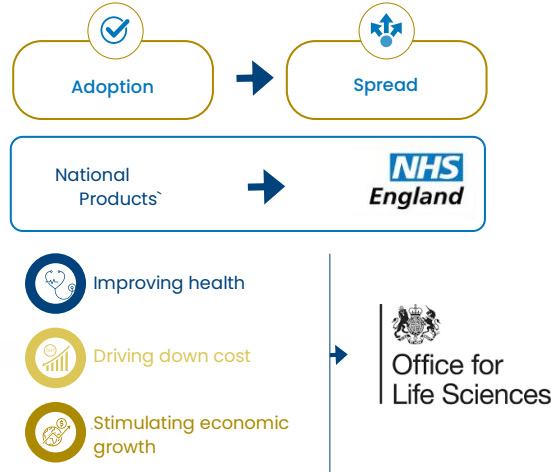 Adoption
Spread
National
Products`
NHS
England
Improving health
Driving down cost
Stimulating economic
growth
Office for
Life Sciences